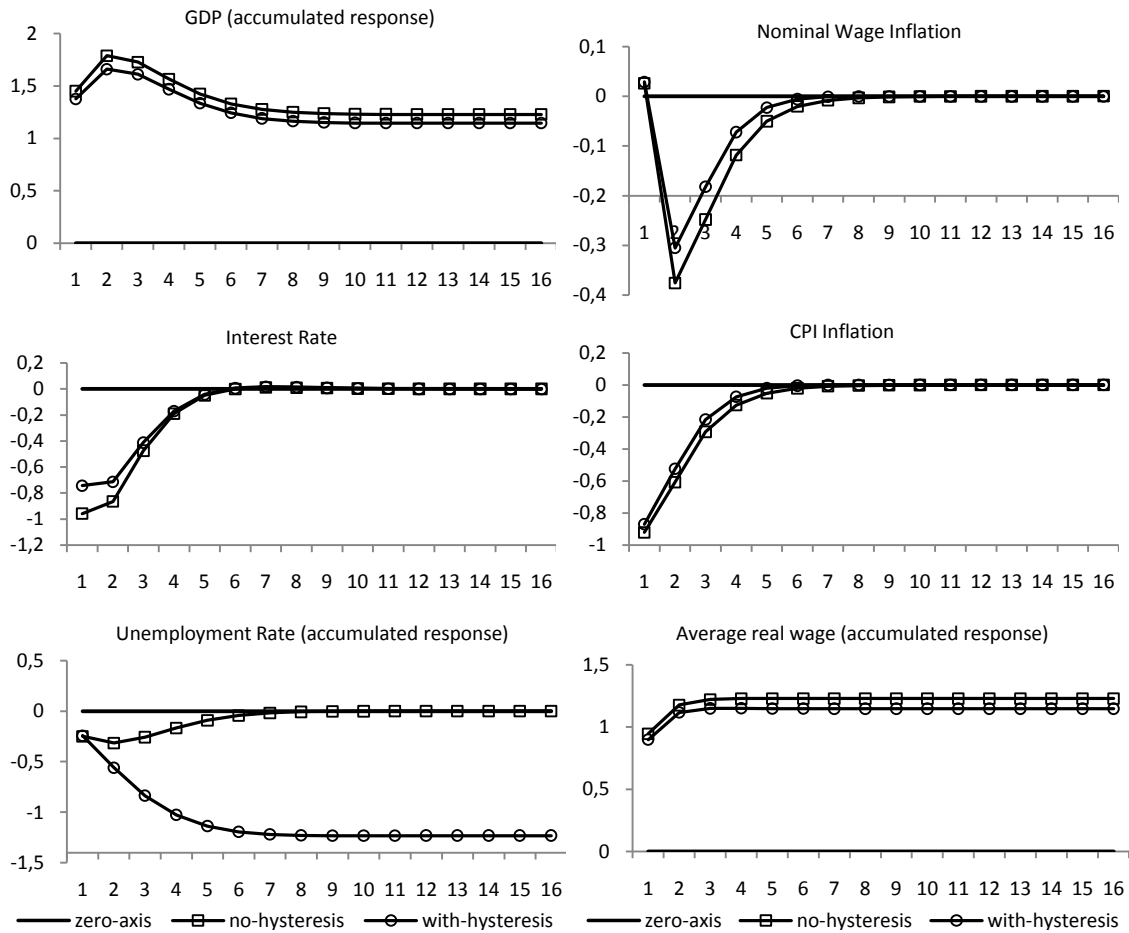 GDP (accumulated response)
2
1,5
1
0,5
0
1 2 3 4 5 6 7 8 9 10 11 12 13 14 15 16
Nominal Wage Inflation
0,1
0
-0,1
-0,2
-0,3
-0,4
1 2 3 4 5 6 7 8 9 10 11 12 13 14 15 16
Interest Rate
0,2
0
-0,2
-0,4
-0,6
-0,8
-1
-1,2
1 2 3 4 5 6 7 8 9 10 11 12 13 14 15 16
CPI Inflation
0,2
0
-0,2
-0,4
-0,6
-0,8
-1
1 2 3 4 5 6 7 8 9 10 11 12 13 14 15 16
Unemployment Rate (accumulated response)
0,5
0
-0,5
-1
-1,5
1 2 3 4 5 6 7 8 9 10 11 12 13 14 15 16
zero-axis no-hysteresis with-hysteresis
Average real wage (accumulated response)
1,5
1
0,5
0
1 2 3 4 5 6 7 8 9 10 11 12 13 14 15 16
zero-axis no-hysteresis with-hysteresis